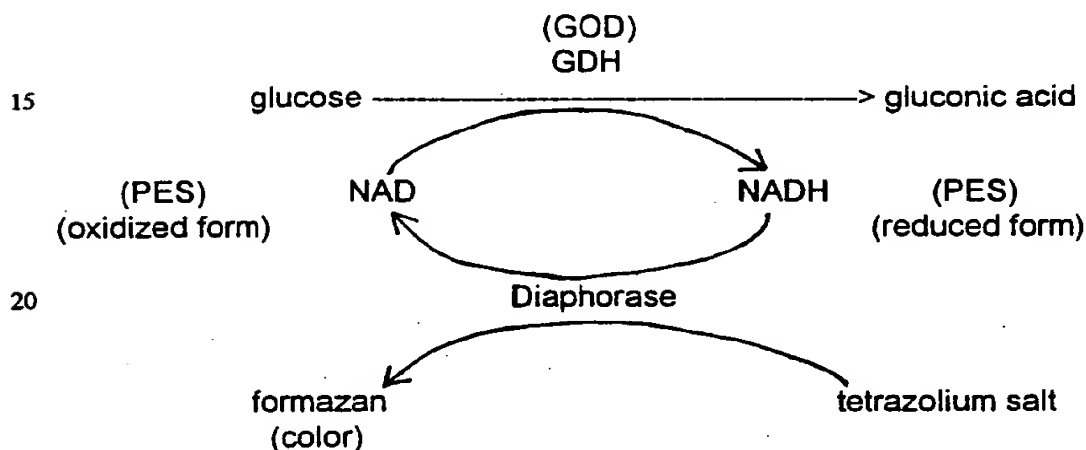 (GOD)
GDH
15 glucose > gluconic acid
(PES) NAD NADH (PES)
(oxidized form) (reduced form)
20 Diaphorase
formazan tetrazolium salt
(color)